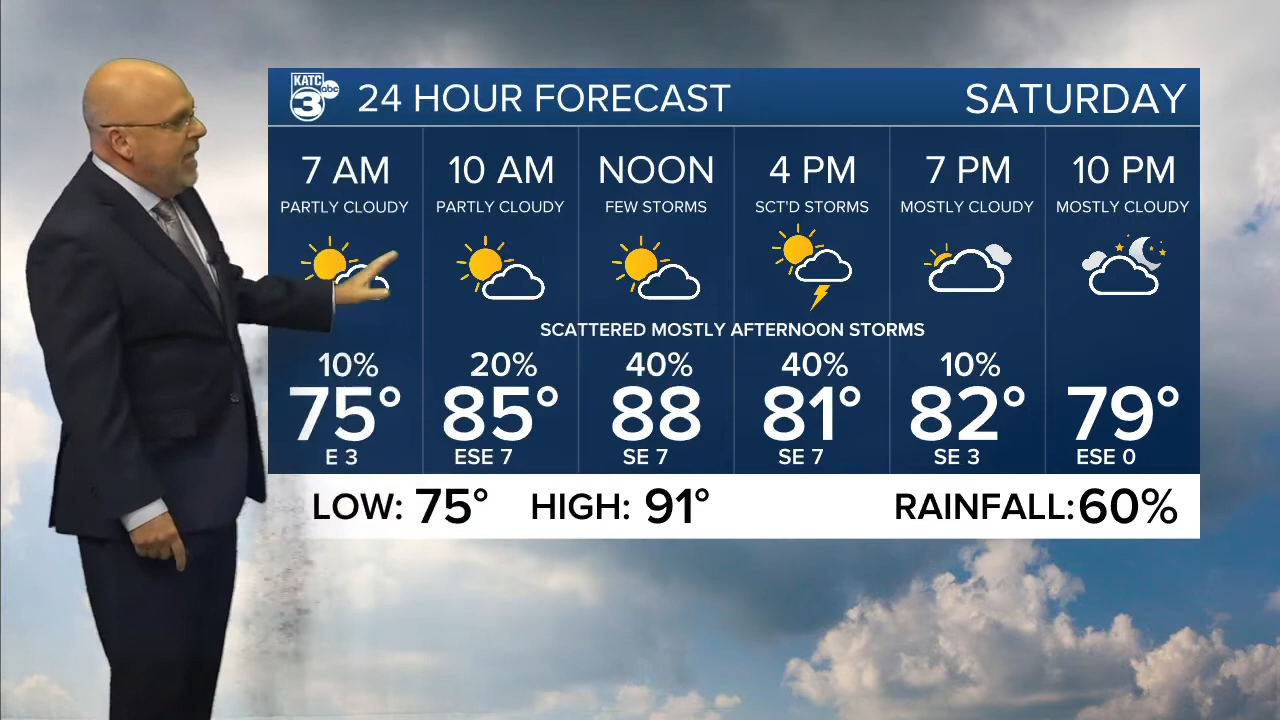 KATC
3 abc
24 HOUR FORECAST
SATURDAY
7 AM
PARTLY CLOUDY
10%
75°
E 3
10 AM
PARTLY CLOUDY
20%
85°
ESE 7
NOON
FEW STORMS
40%
88
SE 7
4 PM
SCT'D STORMS
40%
81°
SE 7
7 PM
MOSTLY CLOUDY
10%
82°
SE 3
10 PM
MOSTLY CLOUDY
79°
ESE 0
SCATTERED MOSTLY AFTERNOON STORMS
LOW: 75° HIGH: 91° RAINFALL: 60%